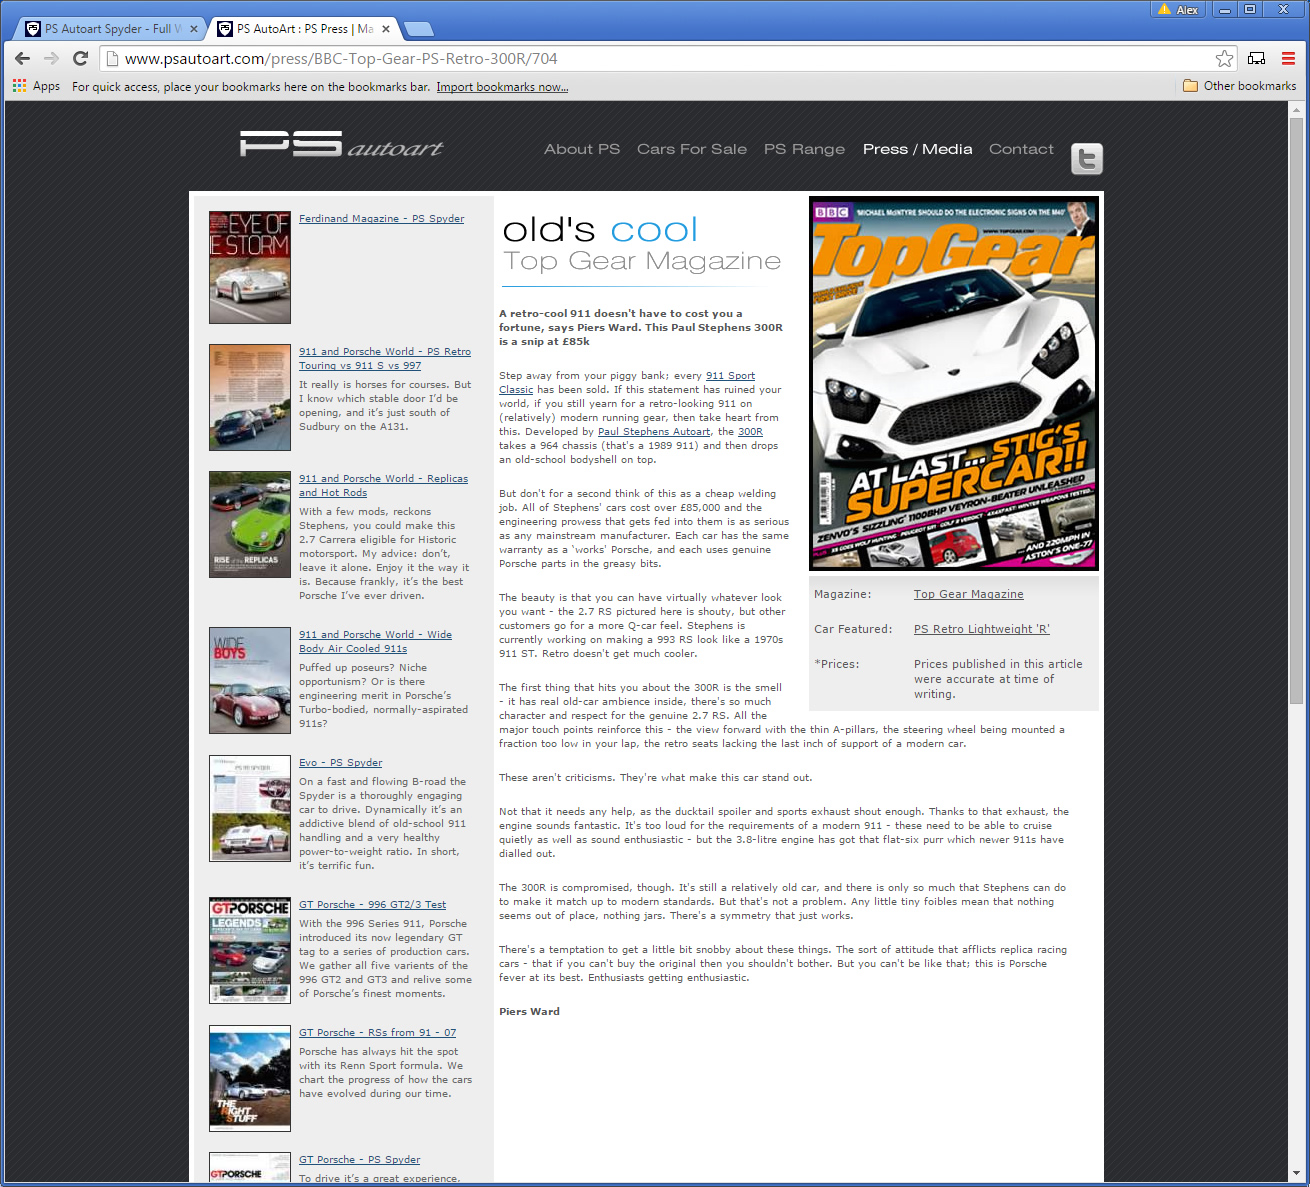 Alex
PS Autoart Spyder - Full W
PS AutoArt : PS Press | Ma
www.psautoart.com/press/BBC-Top-Gear-PS-Retro-300R/704
Apps
For quick access, place your bookmarks here on the bookmarks bar. Import bookmarks now...
Other bookmarks
PS autoart
About PS
Cars For Sale
PS Range
Press / Media
Contact
EYE OF
E STORM
Ferdinand Magazine - PS Spyder
911 and Porsche World - PS Retro
Touring vs 911 S vs 997
It really is horses for courses. But
I know which stable door I'd be
opening, and it's just south of
Sudbury on the A131.
RISE OF THE REPLICAS
911 and Porsche World - Replicas
and Hot Rods
With a few mods, reckons
Stephens, you could make this
2.7 Carrera eligible for Historic
motorsport. My advice: don't,
leave it alone. Enjoy it the way it
is. Because frankly, it's the best
Porsche I've ever driven.
WIDE
BOYS
911 and Porsche World - Wide
Body Air Cooled 911s
Puffed up poseurs? Niche
opportunism? Or is there
engineering merit in Porsche's
Turbo-bodied, normally-aspirated
911s?
Evo - PS Spyder
On a fast and flowing B-road the
Spyder is a thoroughly engaging
car to drive. Dynamically it's an
addictive blend of old-school 911
handling and a very healthy
power-to-weight ratio. In short,
it's terrific fun.
GTPORSCHE
LEGENDS
GT Porsche - 996 GT2/3 Test
With the 996 Series 911, Porsche
introduced its now legendary GT
tag to a series of production cars.
We gather all five varients of the
996 GT2 and GT3 and relive some
of Porsche's finest moments.
THE
RIGHT
STUFF
GT Porsche - RSs from 91 - 07
Porsche has always hit the spot
with its Renn Sport formula. We
chart the progress of how the cars
have evolved during our time.
GTPORSCHE
GT Porsche - PS Spyder
To drive it's a great experience,
old's cool
Top Gear Magazine
A retro-cool 911 doesn't have to cost you a
fortune, says Piers Ward. This Paul Stephens 300R
is a snip at £85k
Step away from your piggy bank; every 911 Sport
Classic has been sold. If this statement has ruined your
world, if you still yearn for a retro-looking 911 on
(relatively) modern running gear, then take heart from
this. Developed by Paul Stephens Autoart, the 300R
takes a 964 chassis (that's a 1989 911) and then drops
an old-school bodyshell on top.
But don't for a second think of this as a cheap welding
job. All of Stephens' cars cost over £85,000 and the
engineering prowess that gets fed into them is as serious
as any mainstream manufacturer. Each car has the same
warranty as a 'works' Porsche, and each uses genuine
Porsche parts in the greasy bits.
The beauty is that you can have virtually whatever look
you want - the 2.7 RS pictured here is shouty, but other
customers go for a more Q-car feel. Stephens is
currently working on making a 993 RS look like a 1970s
911 ST. Retro doesn't get much cooler.
The first thing that hits you about the 300R is the smell
- it has real old-car ambience inside, there's so much
character and respect for the genuine 2.7 RS. All the
major touch points reinforce this - the view forward with the thin A-pillars, the steering wheel being mounted a
fraction too low in your lap, the retro seats lacking the last inch of support of a modern car.
These aren't criticisms. They're what make this car stand out.
Not that it needs any help, as the ducktail spoiler and sports exhaust shout enough. Thanks to that exhaust, the
engine sounds fantastic. It's too loud for the requirements of a modern 911 - these need to be able to cruise
quietly as well as sound enthusiastic - but the 3.8-litre engine has got that flat-six purr which newer 911s have
dialled out.
The 300R is compromised, though. It's still a relatively old car, and there is only so much that Stephens can do
to make it match up to modern standards. But that's not a problem. Any little tiny foibles mean that nothing
seems out of place, nothing jars. There's a symmetry that just works.
There's a temptation to get a little bit snobby about these things. The sort of attitude that afflicts replica racing
cars - that if you can't buy the original then you shouldn't bother. But you can't be like that; this is Porsche
fever at its best. Enthusiasts getting enthusiastic.
Piers Ward
BBC
'MICHAEL McINTYRE SHOULD DO THE ELECTRONIC SIGNS ON THE M40'
WWW.TOPGEAR.COM
TopGear
AT LAST... STIG'S
SUPERCAR!!
ZENVO'S 'SIZZLING' 1100BHP VEYRON-BEATER UNLEASHED
...AND 220MPH IN
ASTON'S ONE-77
Magazine:
Top Gear Magazine
Car Featured:
PS Retro Lightweight 'R'
*Prices:
Prices published in this article
were accurate at time of
writing.